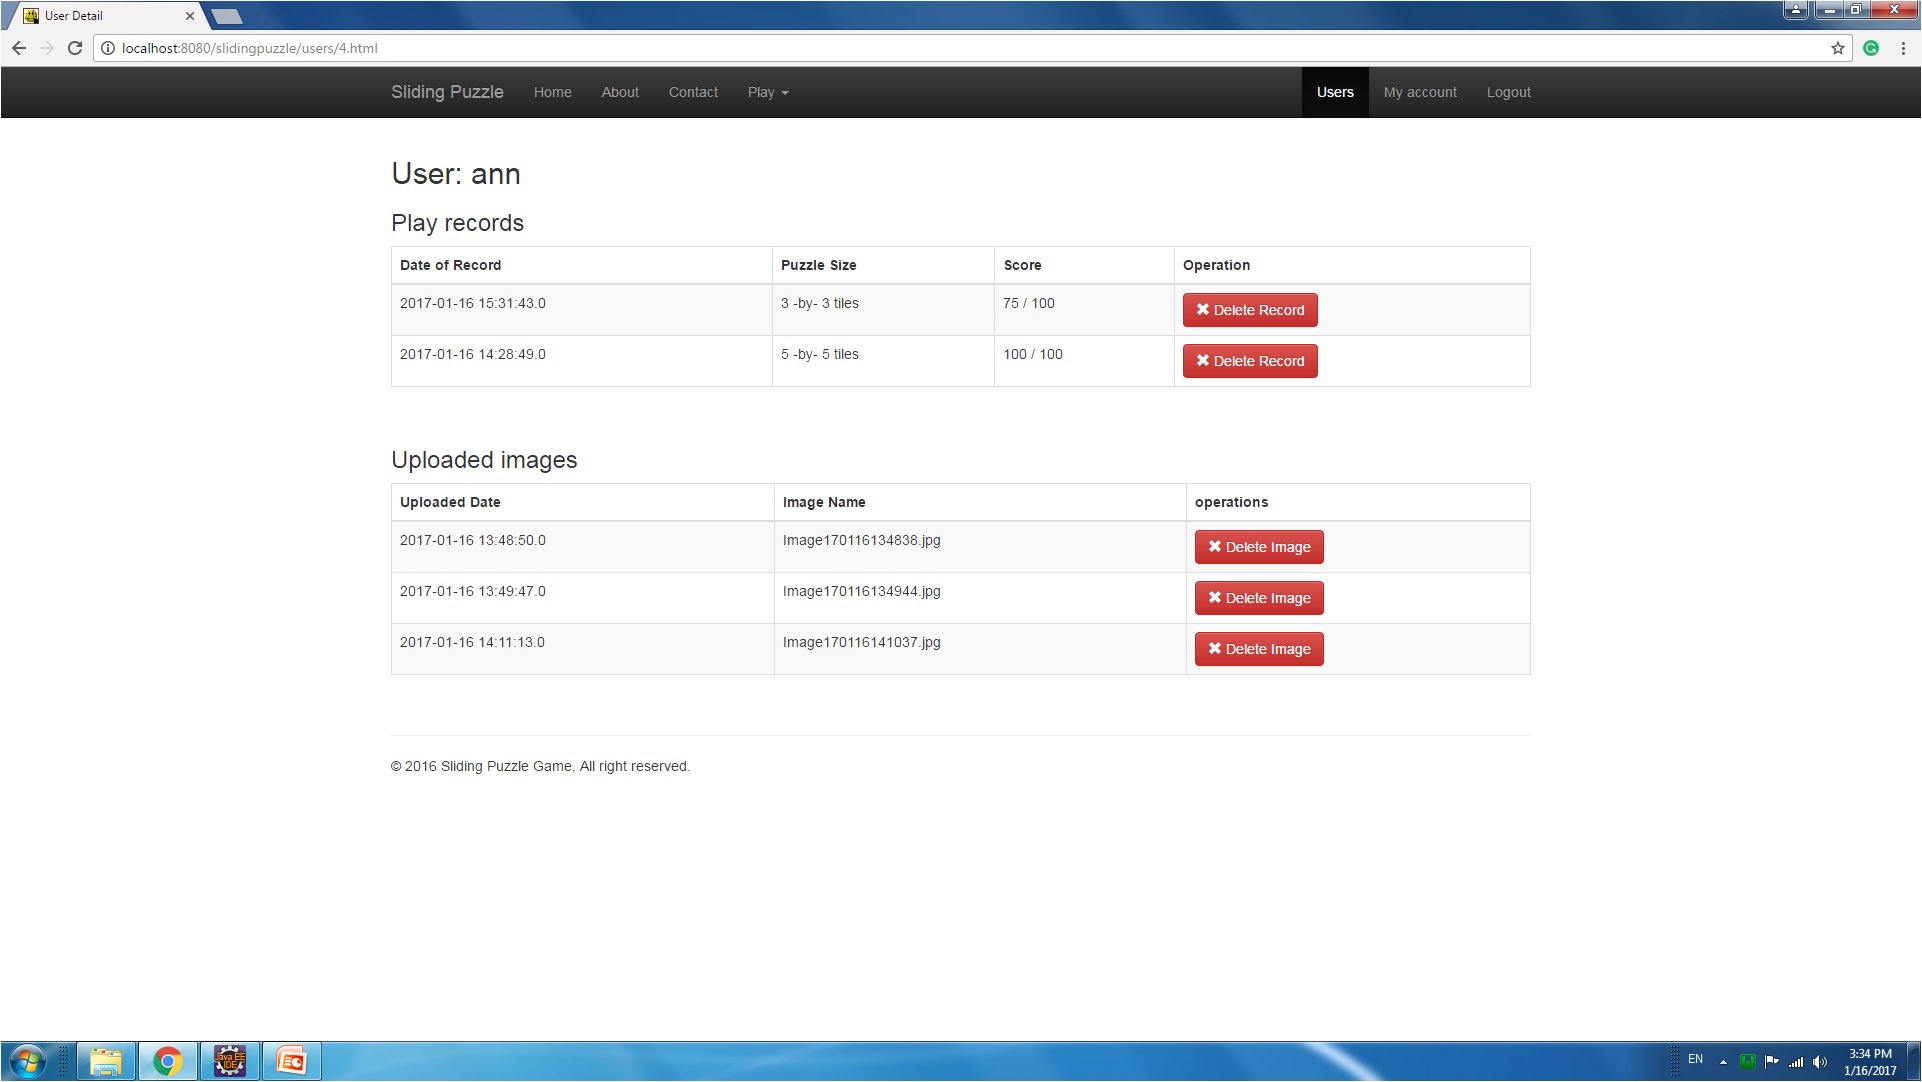 User Detail
localhost:8080/slidingpuzzle/users/4.html
Sliding Puzzle Home About Contact Play Users My account Logout
User: ann
Play records
Date of Record Puzzle Size Score Operation
2017-01-16 15:31:43.0 3 -by- 3 tiles 75 / 100 Delete Record
2017-01-16 14:28:49.0 5 -by- 5 tiles 100 / 100 Delete Record
Uploaded images
Uploaded Date Image Name operations
2017-01-16 13:48:50.0 Image170116134838.jpg Delete Image
2017-01-16 13:49:47.0 Image170116134944.jpg Delete Image
2017-01-16 14:11:13.0 Image170116141037.jpg Delete Image
© 2016 Sliding Puzzle Game, All right reserved.
Java EE
IDE
EN
3:34 PM
1/16/2017